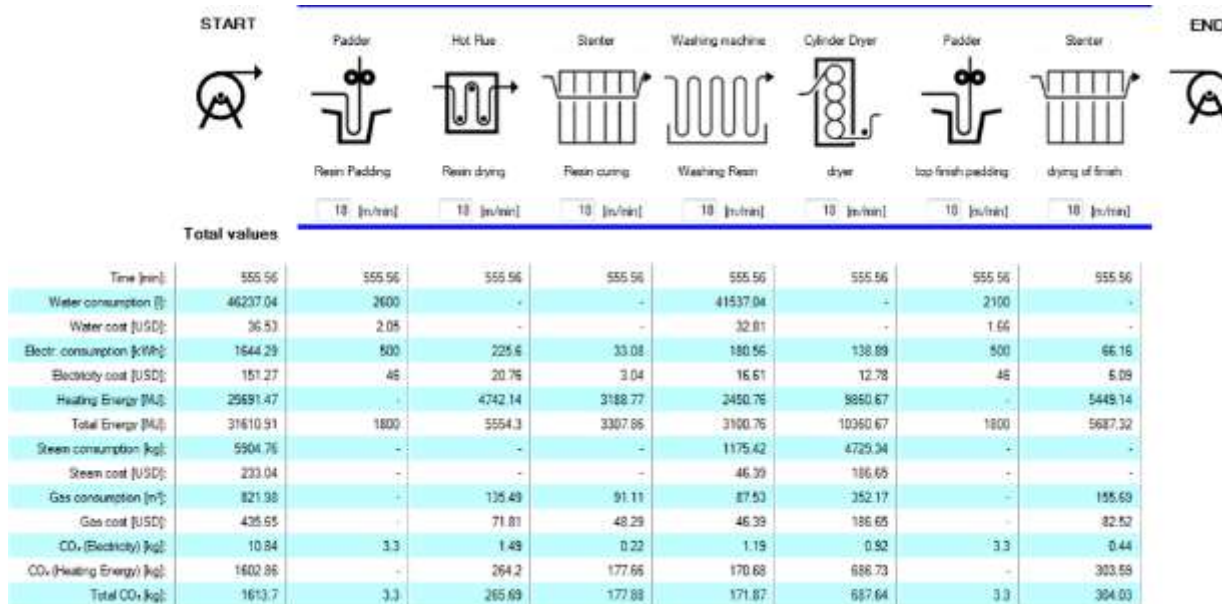 START
END
Padder Hot Flue Stenter Washing machine Cylinder Dryer Padder Stenter
Resin Padding Resin drying Resin curing Washing Resin dryer top finish padding drying of finish
18 [m/min] 18 [m/min] 18 [m/min] 18 [m/min] 18 [m/min] 18 [m/min] 18 [m/min]
Total values
Time [min]: 555.56 555.56 555.56 555.56 555.56 555.56 555.56 555.56
Water consumption [l]: 46237.04 2600 - - 41537.04 - 2100 -
Water cost [USD]: 36.53 2.05 - - 32.81 - 1.66 -
Electr. consumption [kWh]: 1644.29 500 225.6 33.08 180.56 138.89 500 66.16
Electricity cost [USD]: 151.27 46 20.76 3.04 16.61 12.78 46 6.09
Heating Energy [MJ]: 25691.47 - 4742.14 3188.77 2450.76 9860.67 - 5449.14
Total Energy [MJ]: 31610.91 1800 5554.3 3307.86 3100.76 10360.67 1800 5687.32
Steam consumption [kg]: 5904.76 - - - 1175.42 4729.34 - -
Steam cost [USD]: 233.04 - - - 46.39 186.65 - -
Gas consumption [m³]: 821.98 - 135.49 91.11 87.53 352.17 - 155.69
Gas cost [USD]: 435.65 - 71.81 48.29 46.39 186.65 - 82.52
CO₂ (Electricity) [kg]: 10.84 3.3 1.49 0.22 1.19 0.92 3.3 0.44
CO₂ (Heating Energy) [kg]: 1602.86 - 264.2 177.66 170.68 686.73 - 303.59
Total CO₂ [kg]: 1613.7 3.3 265.69 177.88 171.87 687.64 3.3 304.03